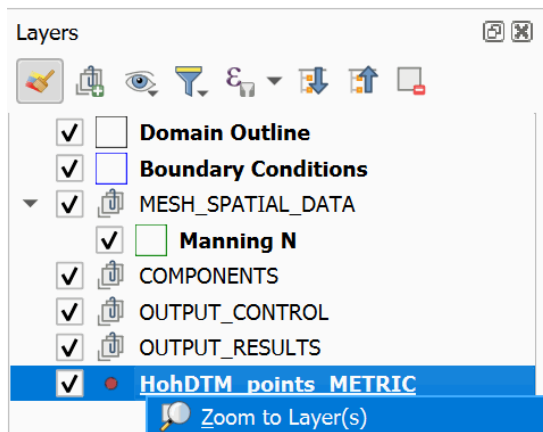 Layers
Domain Outline
Boundary Conditions
MESH_SPATIAL_DATA
Manning N
COMPONENTS
OUTPUT_CONTROL
OUTPUT_RESULTS
HohDTM_points_METRIC
Zoom to Layer(s)